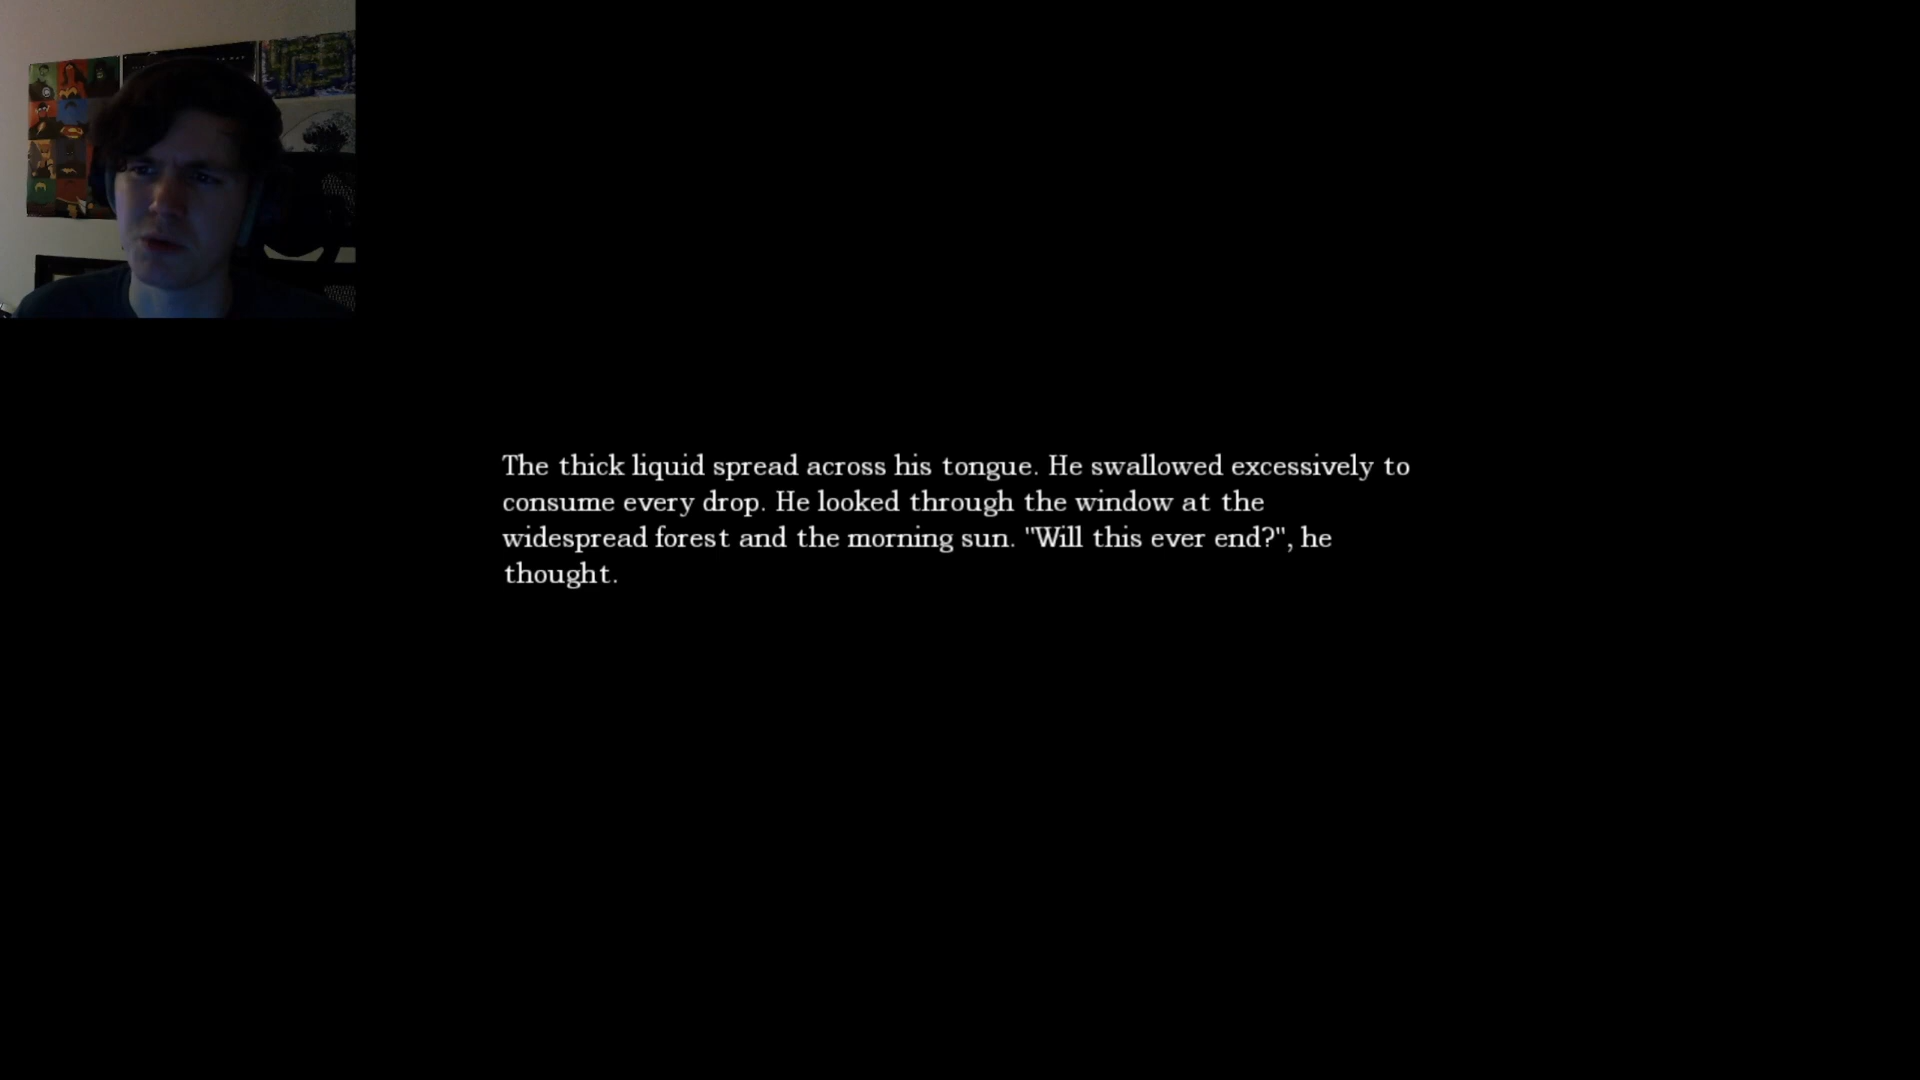 The thick liquid spread across his tongue. He swallowed excessively to
consume every drop. He looked through the window at the
widespread forest and the morning sun. "Will this ever end?", he
thought.